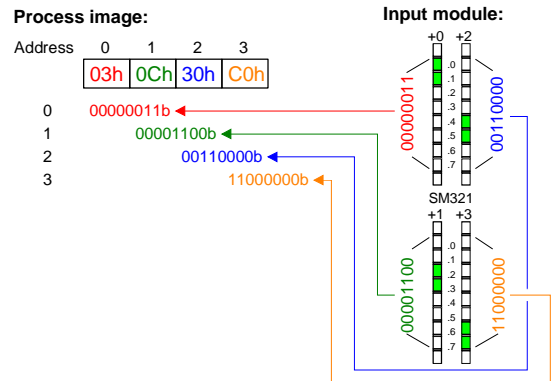 Process image:
Input module:
Address 0 1 2 3
03h 0Ch 30h C0h
0 00000011b
1 00001100b
2 00110000b
3 11000000b
+0 +2
.0
.1
.2
.3
.4
.5
.6
.7
00000011
00110000
SM321
+1 +3
.0
.1
.2
.3
.4
.5
.6
.7
00001100
11000000